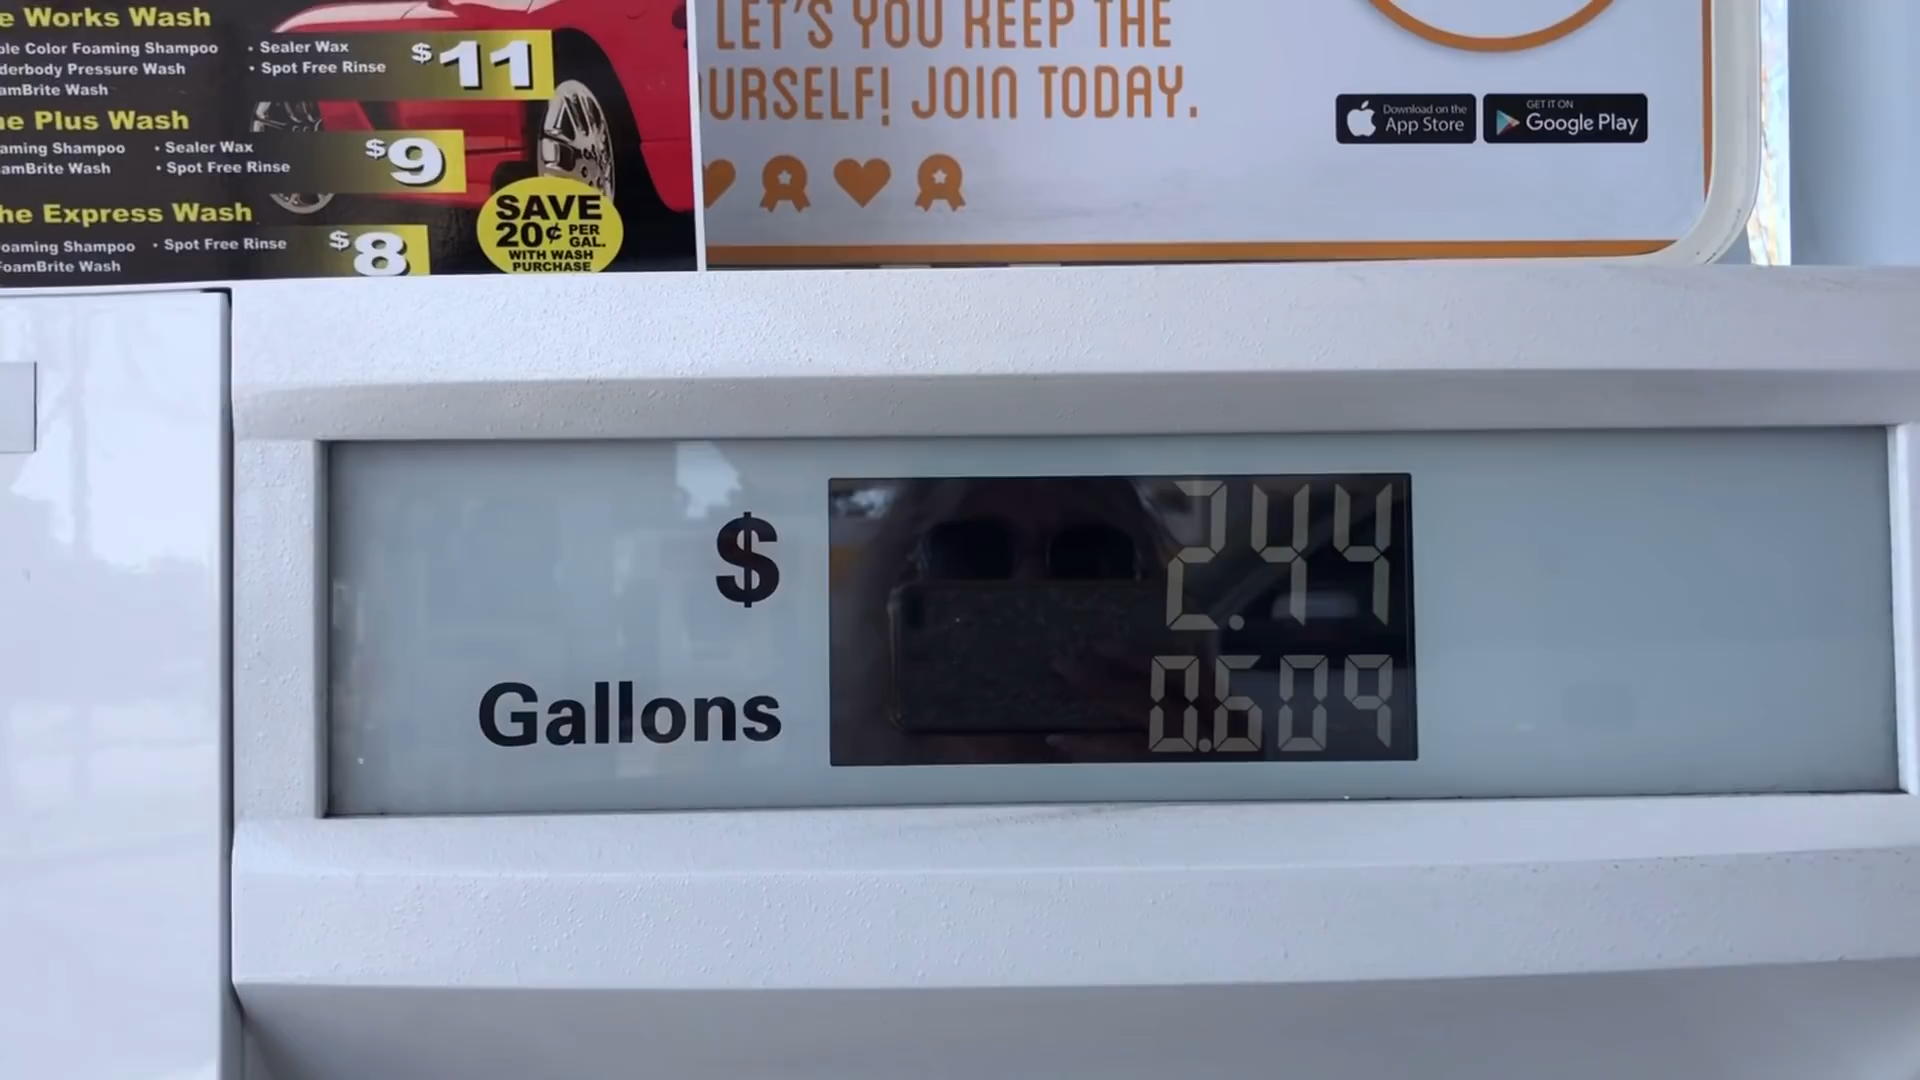 e Works Wash
ple Color Foaming Shampoo
derbody Pressure Wash
amBrite Wash
• Sealer Wax
• Spot Free Rinse
$11
ne Plus Wash
aming Shampoo
amBrite Wash
• Sealer Wax
• Spot Free Rinse
$9
he Express Wash
oaming Shampoo
FoamBrite Wash
• Spot Free Rinse
$8
SAVE
20¢ PER GAL.
WITH WASH
PURCHASE
LET'S YOU KEEP THE
OURSELF! JOIN TODAY.
Download on the
App Store
GET IT ON
Google Play
$ 2.44
Gallons 0.609